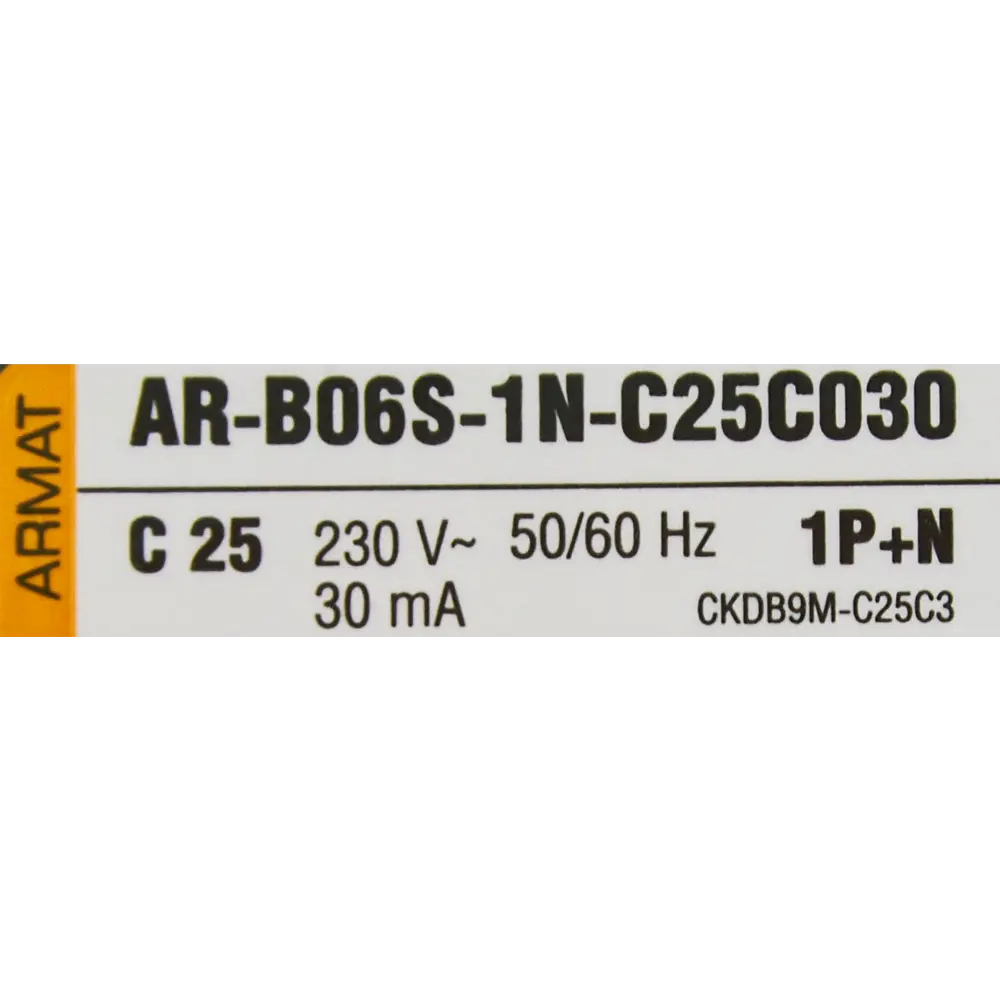 ARMAT
AR-B06S-1N-C25C030
C 25 230 V~ 50/60 Hz 1P+N
30 mA CKDB9M-C25C3